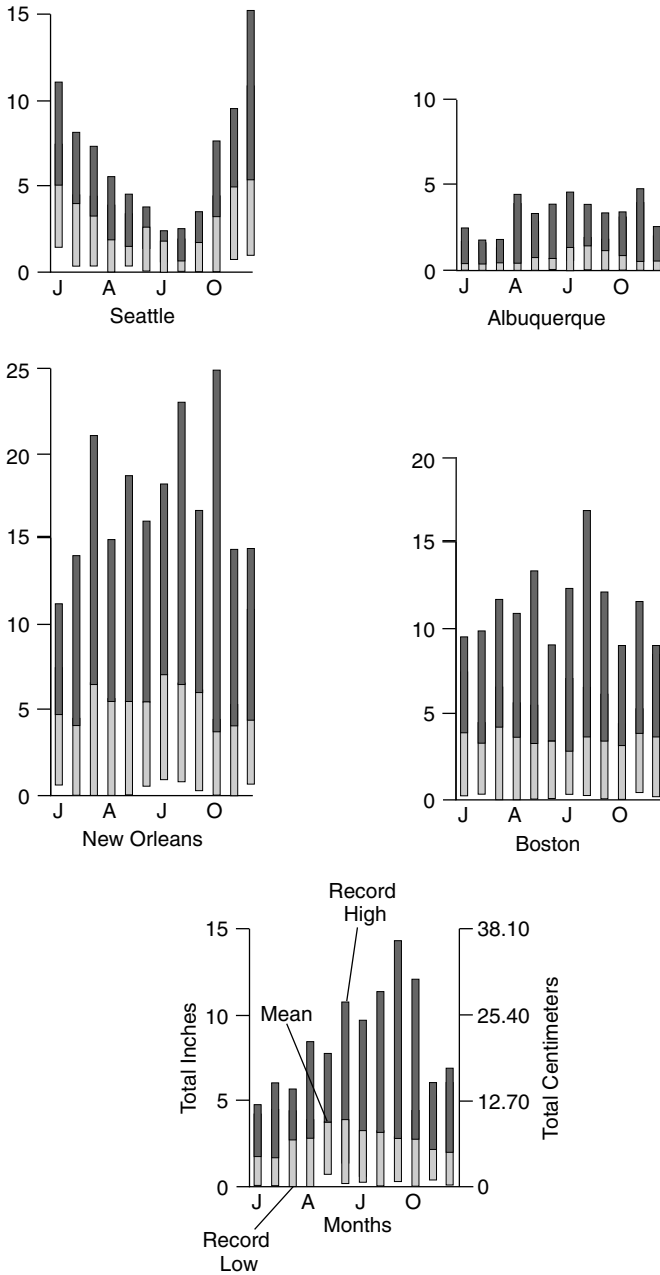 15
10
5
0
J A J O
Seattle
10
5
0
J A J O
Albuquerque
25
20
15
10
5
0
J A J O
New Orleans
20
15
10
5
0
J A J O
Boston
Record
High
Mean
15
10
5
0
Total Inches
38.10
25.40
12.70
0
Total Centimeters
J A J O
Months
Record
Low